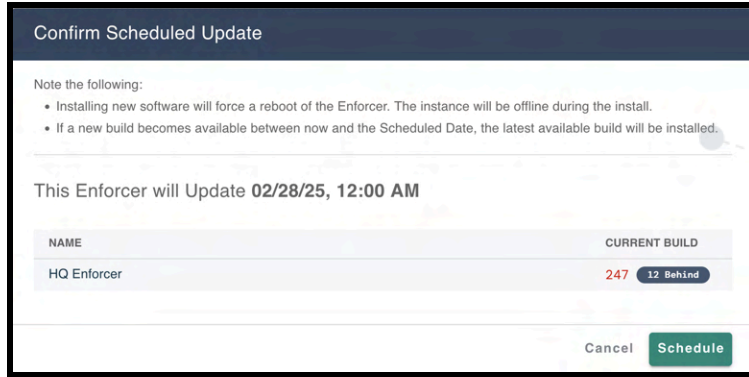 Confirm Scheduled Update
Note the following:
• Installing new software will force a reboot of the Enforcer. The instance will be offline during the install.
• If a new build becomes available between now and the Scheduled Date, the latest available build will be installed.
This Enforcer will Update 02/28/25, 12:00 AM
NAME CURRENT BUILD
HQ Enforcer 247 12 Behind
Cancel Schedule